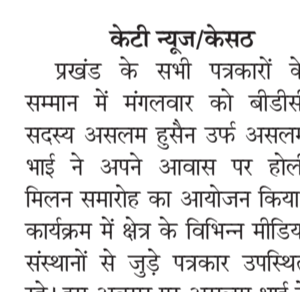 केटी न्यूज/केसठ
प्रखंड के सभी पत्रकारों के
सम्मान में मंगलवार को बीडीसी
सदस्य असलम हुसैन उर्फ असलम
भाई ने अपने आवास पर होली
मिलन समारोह का आयोजन किया
कार्यक्रम में क्षेत्र के विभिन्न मीडिया
संस्थानों से जुड़े पत्रकार उपस्थित